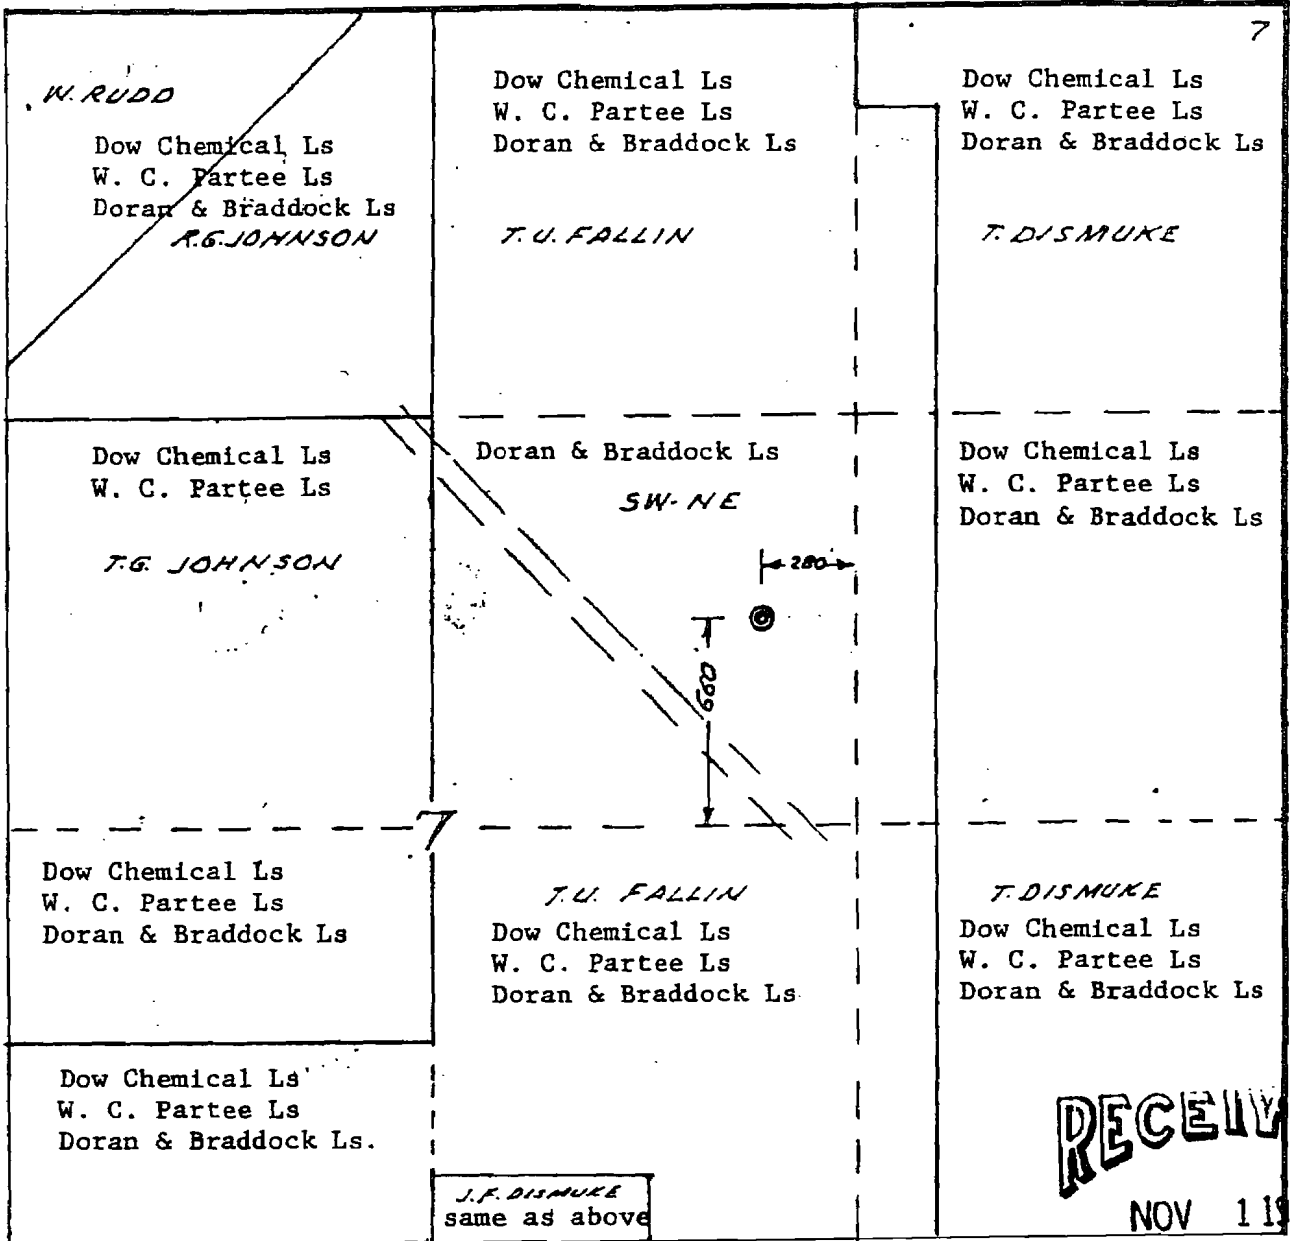 7
W. RUDD
Dow Chemical Ls
W. C. Partee Ls
Doran & Braddock Ls
R.G. JOHNSON
Dow Chemical Ls
W. C. Partee Ls
Doran & Braddock Ls
T. U. FALLIN
Dow Chemical Ls
W. C. Partee Ls
Doran & Braddock Ls
T. DISMUKE
Dow Chemical Ls
W. C. Partee Ls
T.G. JOHNSON
Doran & Braddock Ls
SW-NE
280'
660'
Dow Chemical Ls
W. C. Partee Ls
Doran & Braddock Ls
7
Dow Chemical Ls
W. C. Partee Ls
Doran & Braddock Ls
T.U. FALLIN
Dow Chemical Ls
W. C. Partee Ls
Doran & Braddock Ls
T. DISMUKE
Dow Chemical Ls
W. C. Partee Ls
Doran & Braddock Ls
Dow Chemical Ls
W. C. Partee Ls
Doran & Braddock Ls.
J.F. DISMUKE
same as above
RECEIV
NOV 1 19